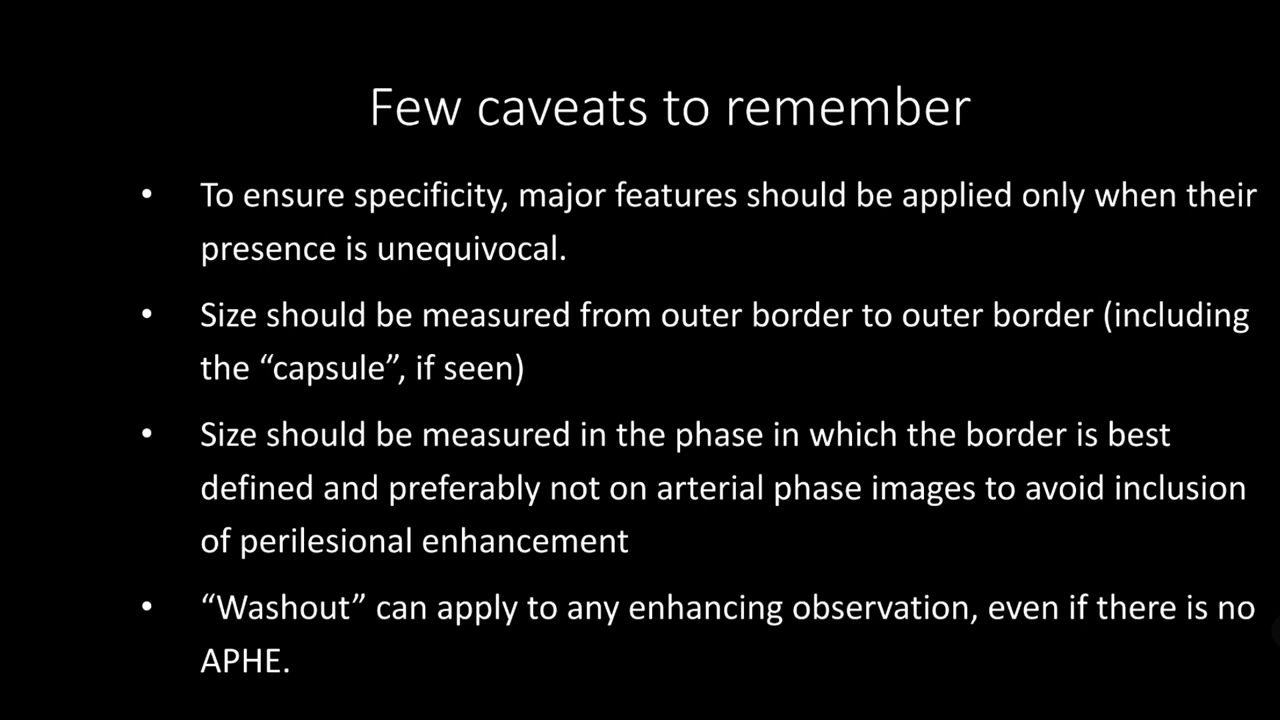 Few caveats to remember
• To ensure specificity, major features should be applied only when their
presence is unequivocal.
• Size should be measured from outer border to outer border (including
the “capsule”, if seen)
• Size should be measured in the phase in which the border is best
defined and preferably not on arterial phase images to avoid inclusion
of perilesional enhancement
• “Washout” can apply to any enhancing observation, even if there is no
APHE.